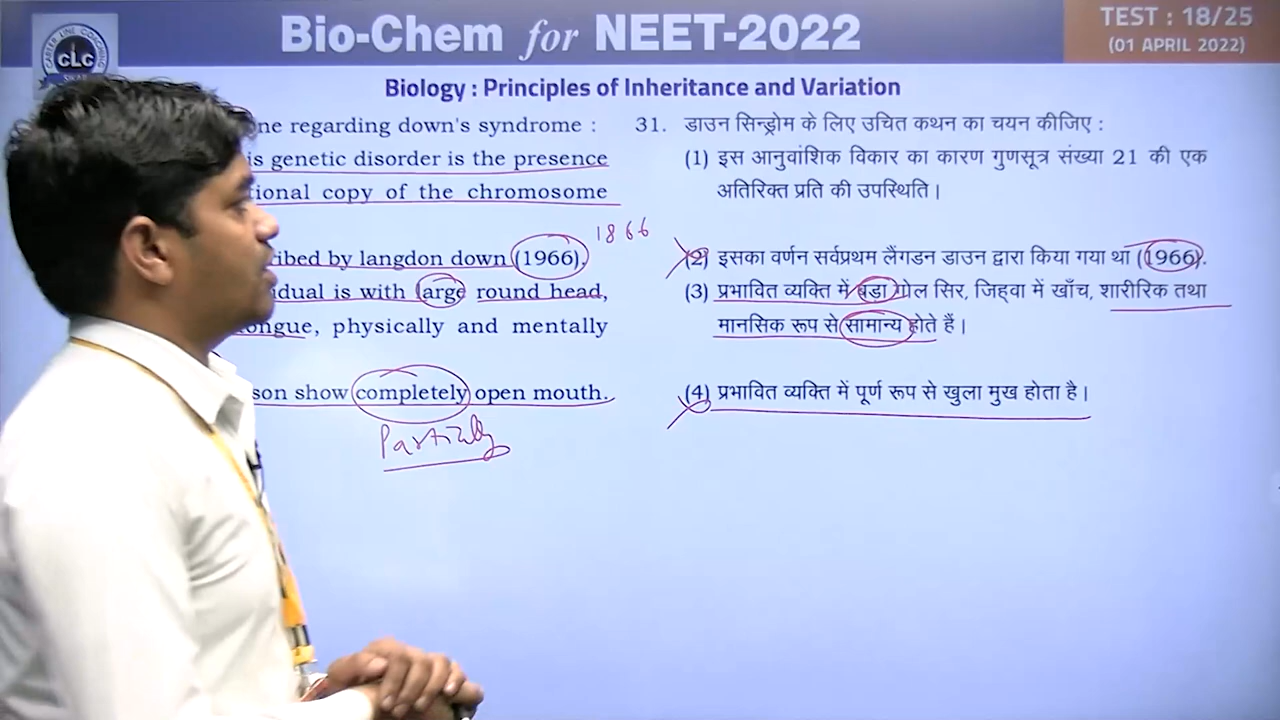 Bio-Chem for NEET-2022
TEST : 18/25
(01 APRIL 2022)
CLC
Biology : Principles of Inheritance and Variation
ne regarding down's syndrome :
is genetic disorder is the presence
tional copy of the chromosome
1866
ibed by langdon down (1966).
idual is with large round head,
ongue, physically and mentally
son show completely open mouth.
Partially
31. डाउन सिन्ड्रोम के लिए उचित कथन का चयन कीजिए :
(1) इस आनुवांशिक विकार का कारण गुणसूत्र संख्या 21 की एक
अतिरिक्त प्रति की उपस्थिति।
(2) इसका वर्णन सर्वप्रथम लैंगडन डाउन द्वारा किया गया था (1966).
(3) प्रभावित व्यक्ति में बडा गोल सिर, जिह्वा में खाँच, शारीरिक तथा
मानसिक रूप से सामान्य होते हैं।
(4) प्रभावित व्यक्ति में पूर्ण रूप से खुला मुख होता है।